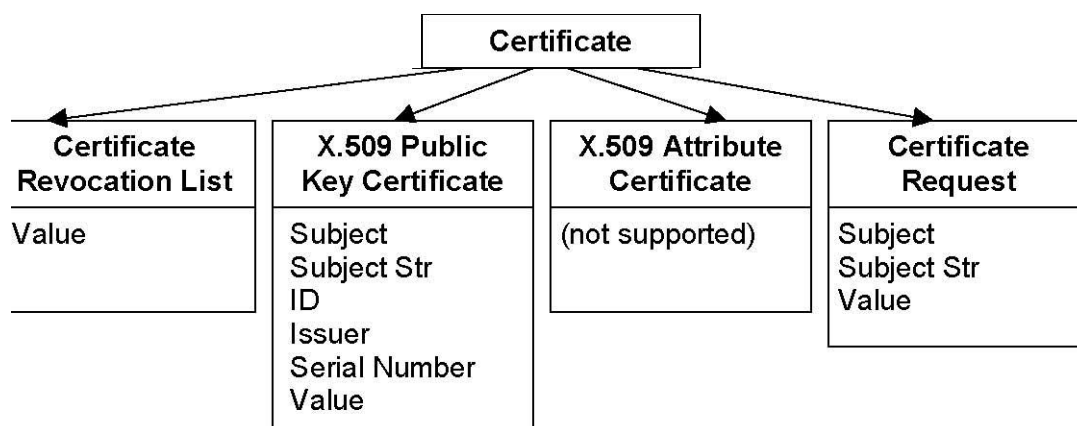 Certificate
Certificate
Revocation List
Value
X.509 Public
Key Certificate
Subject
Subject Str
ID
Issuer
Serial Number
Value
X.509 Attribute
Certificate
(not supported)
Certificate
Request
Subject
Subject Str
Value